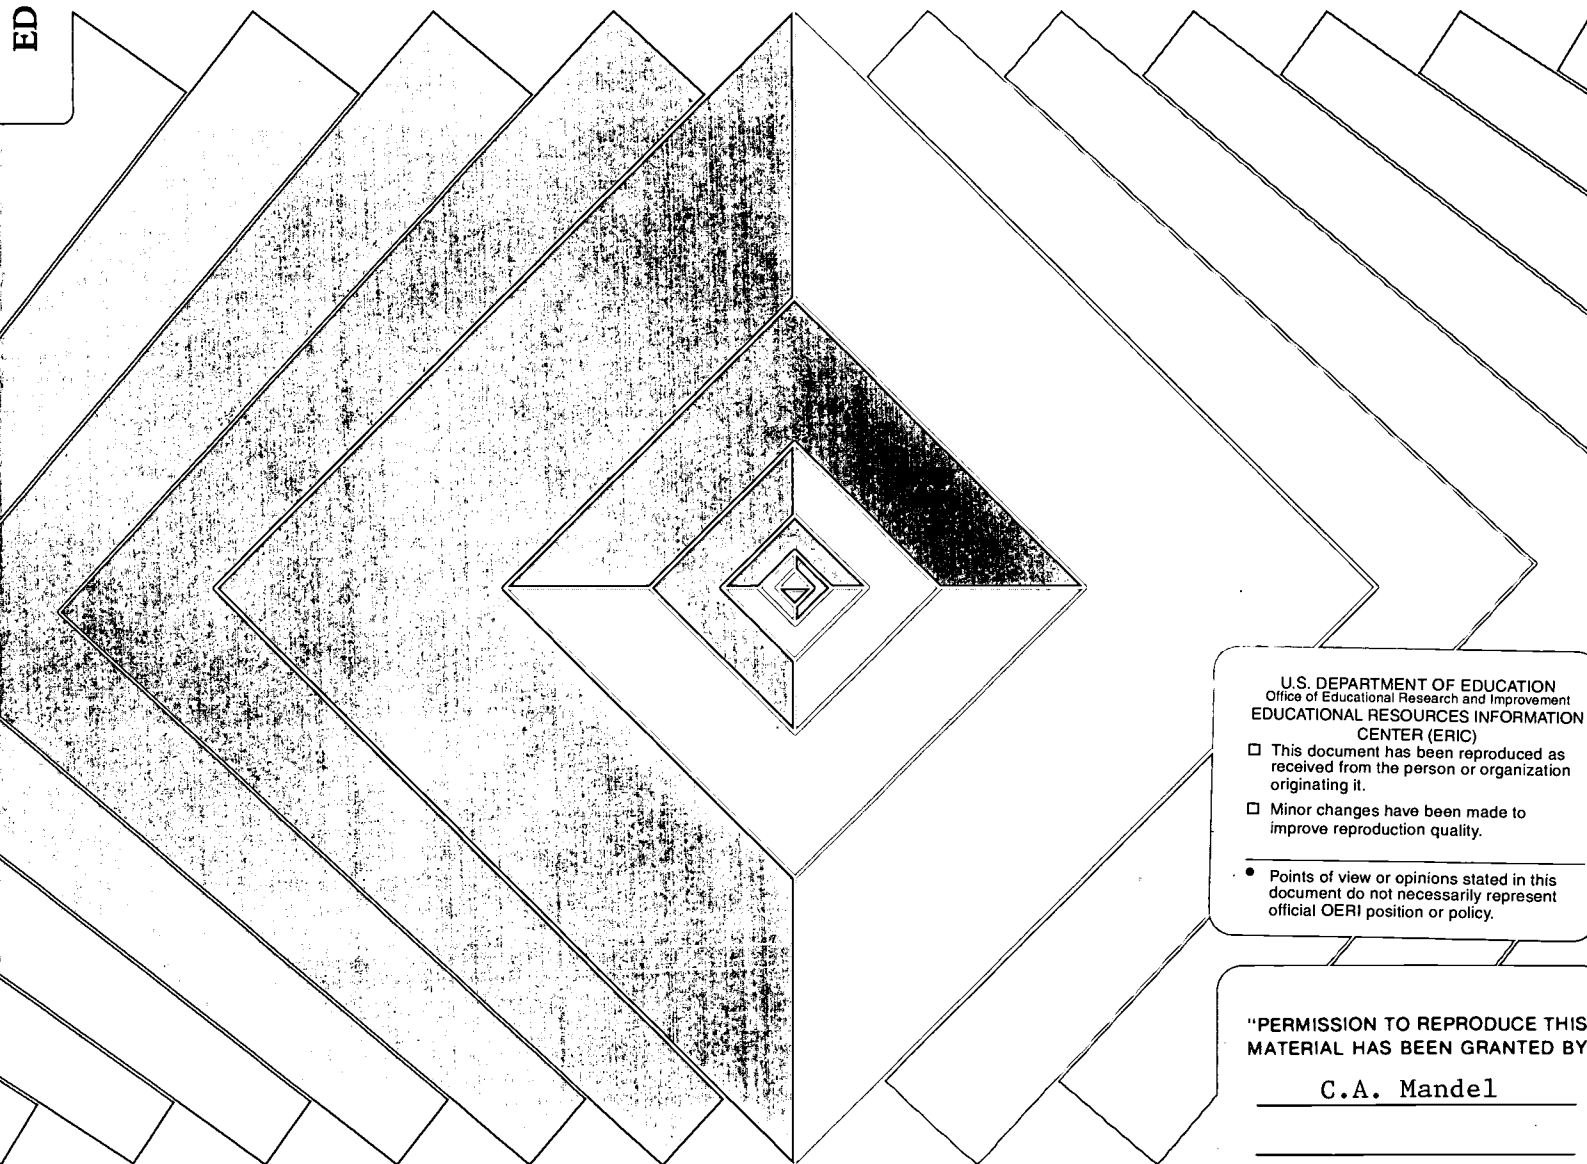 ED
U.S. DEPARTMENT OF EDUCATION
Office of Educational Research and Improvement
EDUCATIONAL RESOURCES INFORMATION
CENTER (ERIC)
□ This document has been reproduced as
received from the person or organization
originating it.
□ Minor changes have been made to
improve reproduction quality.
• Points of view or opinions stated in this
document do not necessarily represent
official OERI position or policy.
"PERMISSION TO REPRODUCE THIS
MATERIAL HAS BEEN GRANTED BY
C.A. Mandel